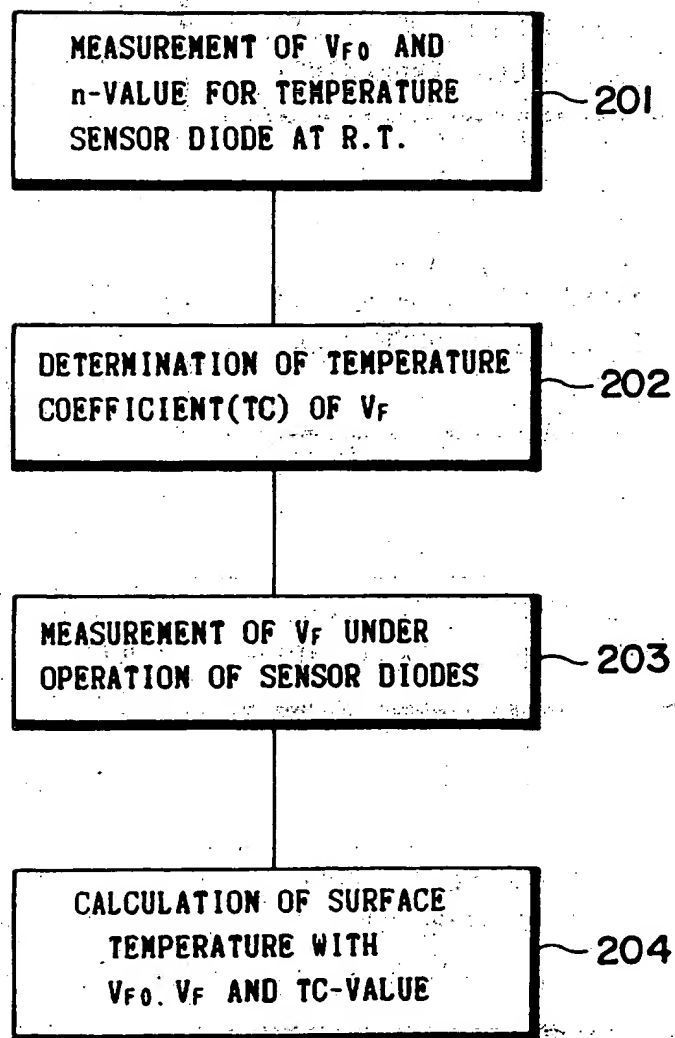 MEASUREMENT OF VF0 AND
n-VALUE FOR TEMPERATURE
SENSOR DIODE AT R.T.
201
DETERMINATION OF TEMPERATURE
COEFFICIENT(TC) OF VF
202
MEASUREMENT OF VF UNDER
OPERATION OF SENSOR DIODES
203
CALCULATION OF SURFACE
TEMPERATURE WITH
VF0. VF AND TC-VALUE
204